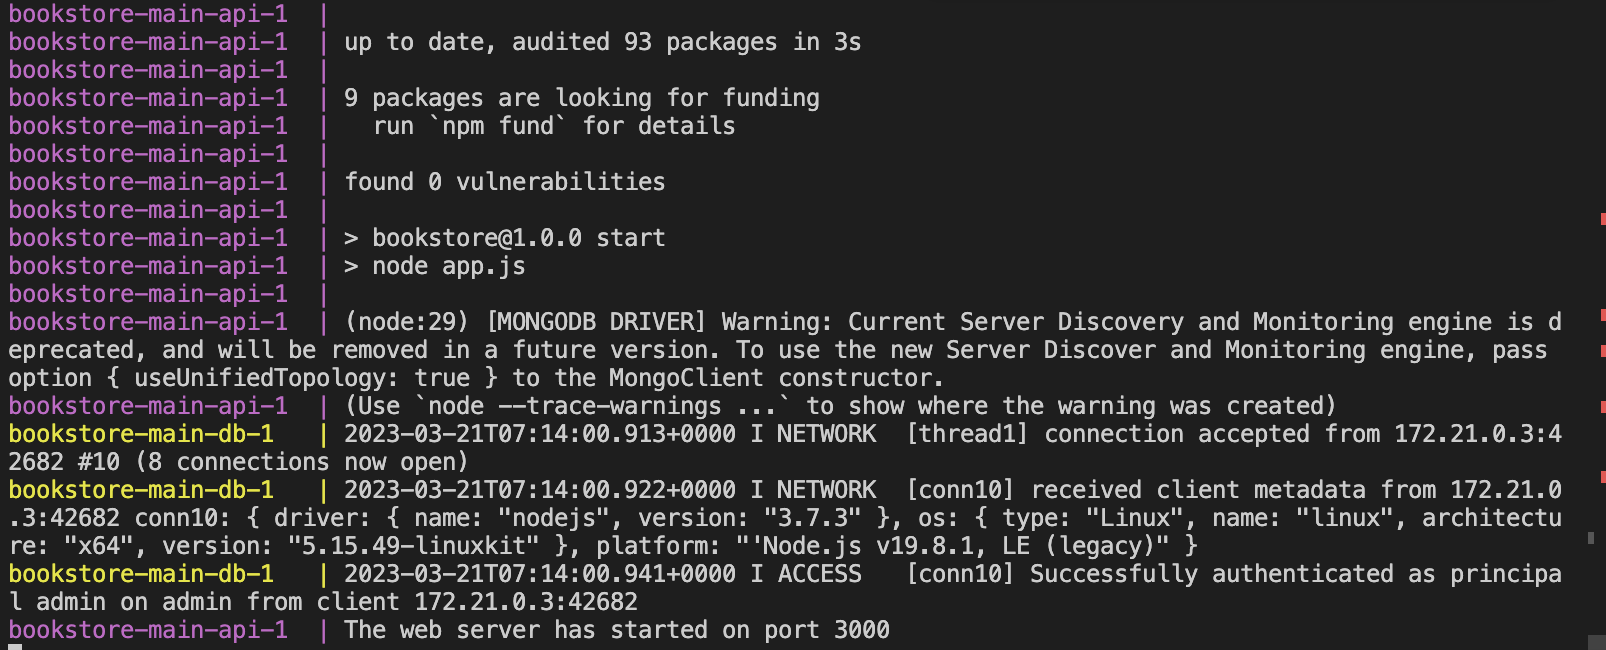 bookstore-main-api-1  |
bookstore-main-api-1  | up to date, audited 93 packages in 3s
bookstore-main-api-1  |
bookstore-main-api-1  | 9 packages are looking for funding
bookstore-main-api-1  |   run `npm fund` for details
bookstore-main-api-1  |
bookstore-main-api-1  | found 0 vulnerabilities
bookstore-main-api-1  |
bookstore-main-api-1  | > bookstore@1.0.0 start
bookstore-main-api-1  | > node app.js
bookstore-main-api-1  |
bookstore-main-api-1  | (node:29) [MONGODB DRIVER] Warning: Current Server Discovery and Monitoring engine is d
eprecated, and will be removed in a future version. To use the new Server Discover and Monitoring engine, pass
option { useUnifiedTopology: true } to the MongoClient constructor.
bookstore-main-api-1  | (Use `node --trace-warnings ...` to show where the warning was created)
bookstore-main-db-1   | 2023-03-21T07:14:00.913+0000 I NETWORK  [thread1] connection accepted from 172.21.0.3:4
2682 #10 (8 connections now open)
bookstore-main-db-1   | 2023-03-21T07:14:00.922+0000 I NETWORK  [conn10] received client metadata from 172.21.0
.3:42682 conn10: { driver: { name: "nodejs", version: "3.7.3" }, os: { type: "Linux", name: "linux", architectu
re: "x64", version: "5.15.49-linuxkit" }, platform: "'Node.js v19.8.1, LE (legacy)" }
bookstore-main-db-1   | 2023-03-21T07:14:00.941+0000 I ACCESS   [conn10] Successfully authenticated as principa
l admin on admin from client 172.21.0.3:42682
bookstore-main-api-1  | The web server has started on port 3000